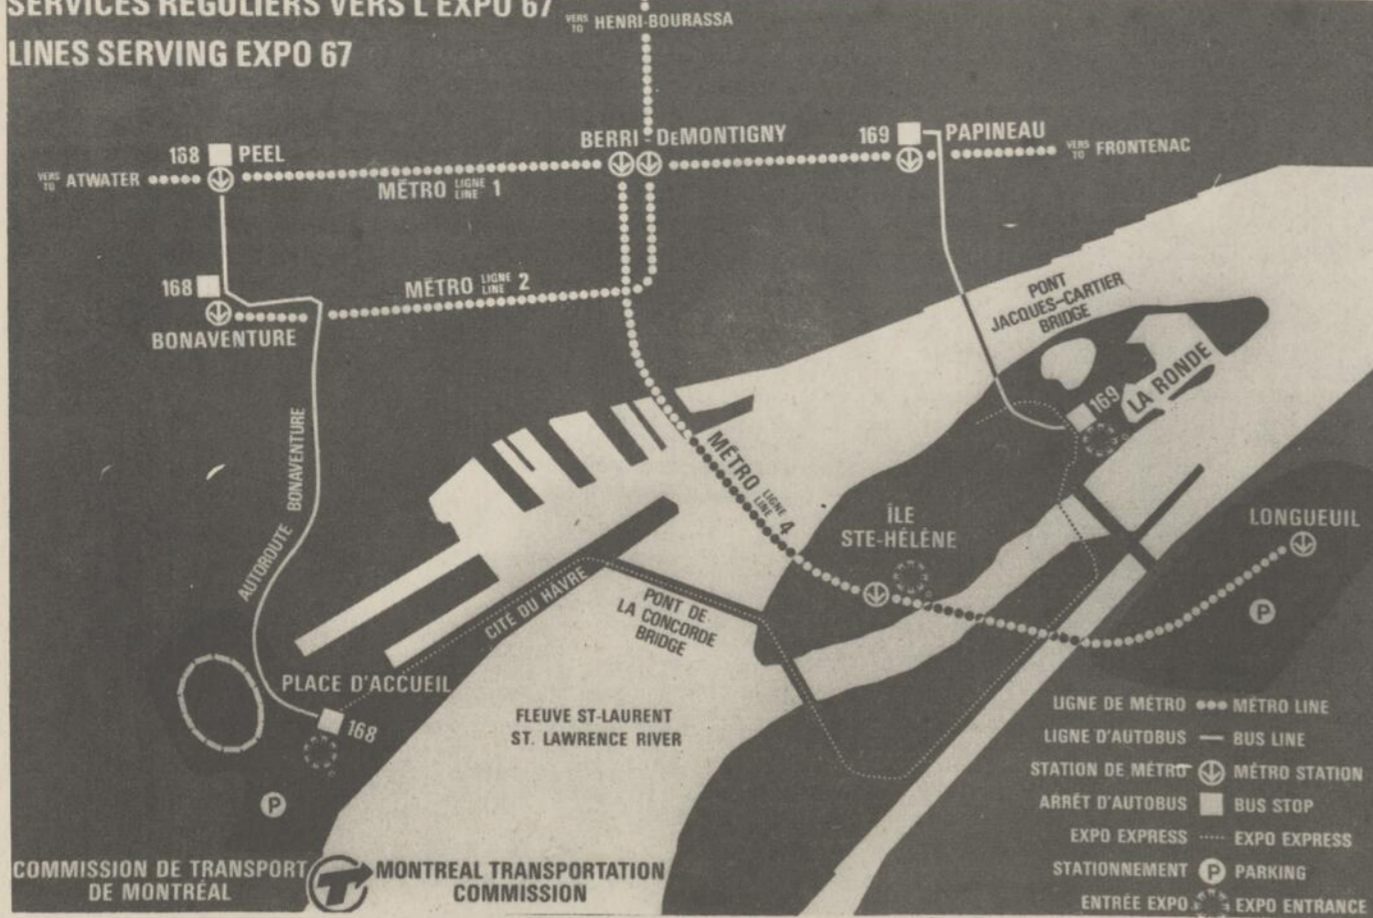 SERVICES RÉGULIERS VERS L'EXPO 67
LINES SERVING EXPO 67
VERS
TO HENRI-BOURASSA
168 PEEL
BERRI-DeMONTIGNY
169 PAPINEAU
VERS
TO FRONTENAC
VERS
TO ATWATER
MÉTRO LIGNE
LINE 1
168
BONAVENTURE
MÉTRO LIGNE
LINE 2
PONT
JACQUES-CARTIER
BRIDGE
LA RONDE
169
AUTOROUTE BONAVENTURE
MÉTRO LIGNE
LINE 4
ÎLE
STE-HÉLÈNE
LONGUEUIL
P
CITÉ DU HÂVRE
PONT DE
LA CONCORDE
BRIDGE
PLACE D'ACCUEIL
168
P
FLEUVE ST-LAURENT
ST. LAWRENCE RIVER
LIGNE DE MÉTRO MÉTRO LINE
LIGNE D'AUTOBUS BUS LINE
STATION DE MÉTRO MÉTRO STATION
ARRÊT D'AUTOBUS BUS STOP
EXPO EXPRESS EXPO EXPRESS
STATIONNEMENT P PARKING
ENTRÉE EXPO EXPO ENTRANCE
COMMISSION DE TRANSPORT
DE MONTRÉAL
MONTREAL TRANSPORTATION
COMMISSION